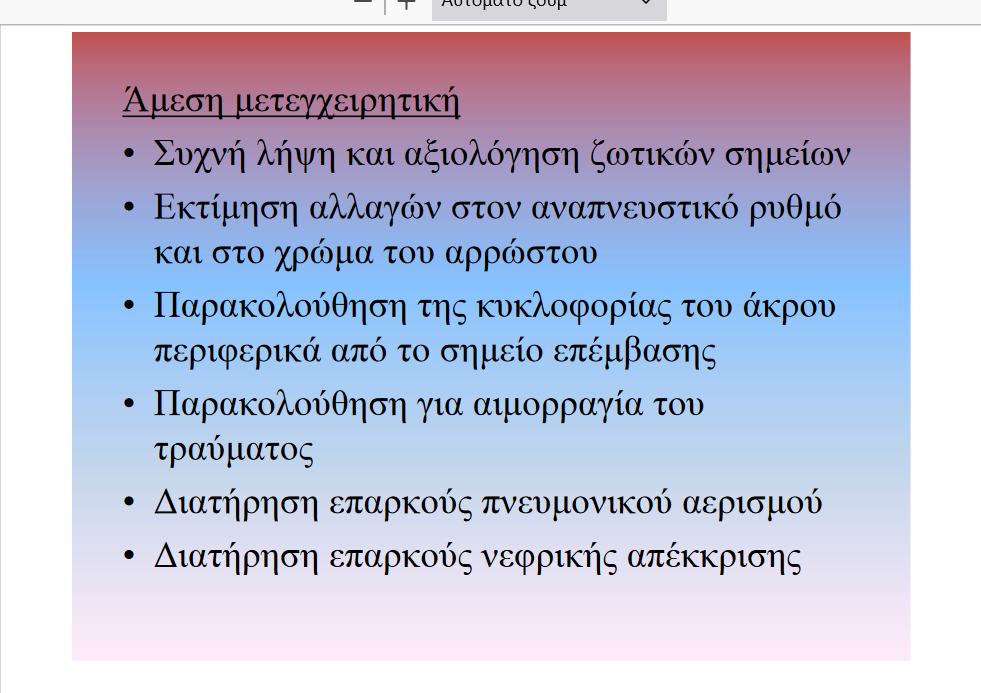 Αυτόματο ζουμ
Άμεση μετεγχειρητική
• Συχνή λήψη και αξιολόγηση ζωτικών σημείων
• Εκτίμηση αλλαγών στον αναπνευστικό ρυθμό
και στο χρώμα του αρρώστου
• Παρακολούθηση της κυκλοφορίας του άκρου
περιφερικά από το σημείο επέμβασης
• Παρακολούθηση για αιμορραγία του
τραύματος
• Διατήρηση επαρκούς πνευμονικού αερισμού
• Διατήρηση επαρκούς νεφρικής απέκκρισης